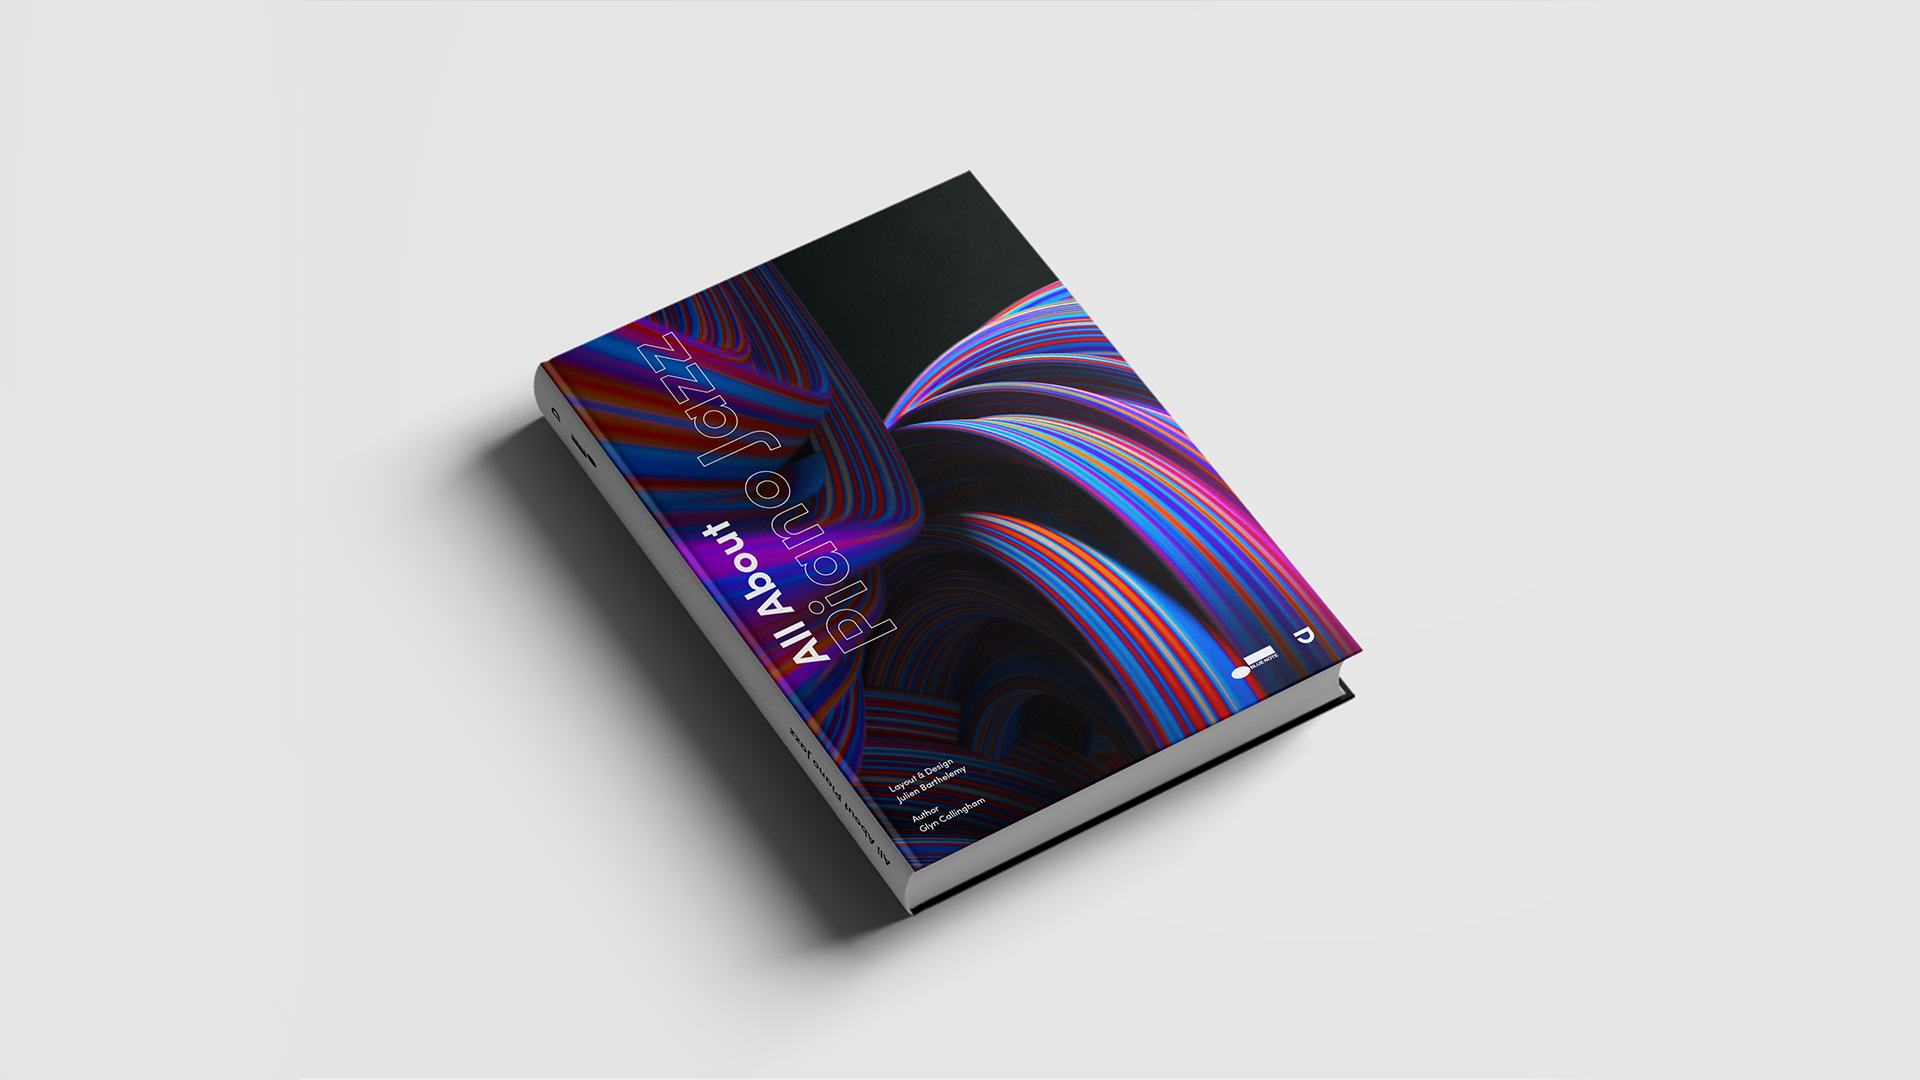 All About
Piano Jazz
Layout & Design
Julien Barthelemy
Author
Glyn Callingham
BLUE NOTE
D
All About Piano Jazz
D